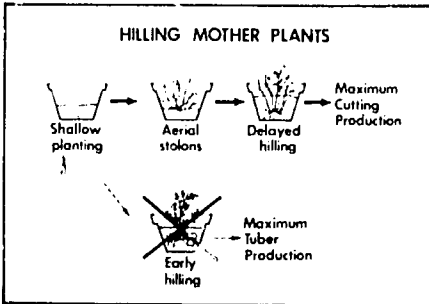 HILLING MOTHER PLANTS
Shallow
planting
Aerial
stolons
Delayed
hilling
Maximum
Cutting
Production
Early
hilling
Maximum
Tuber
Production